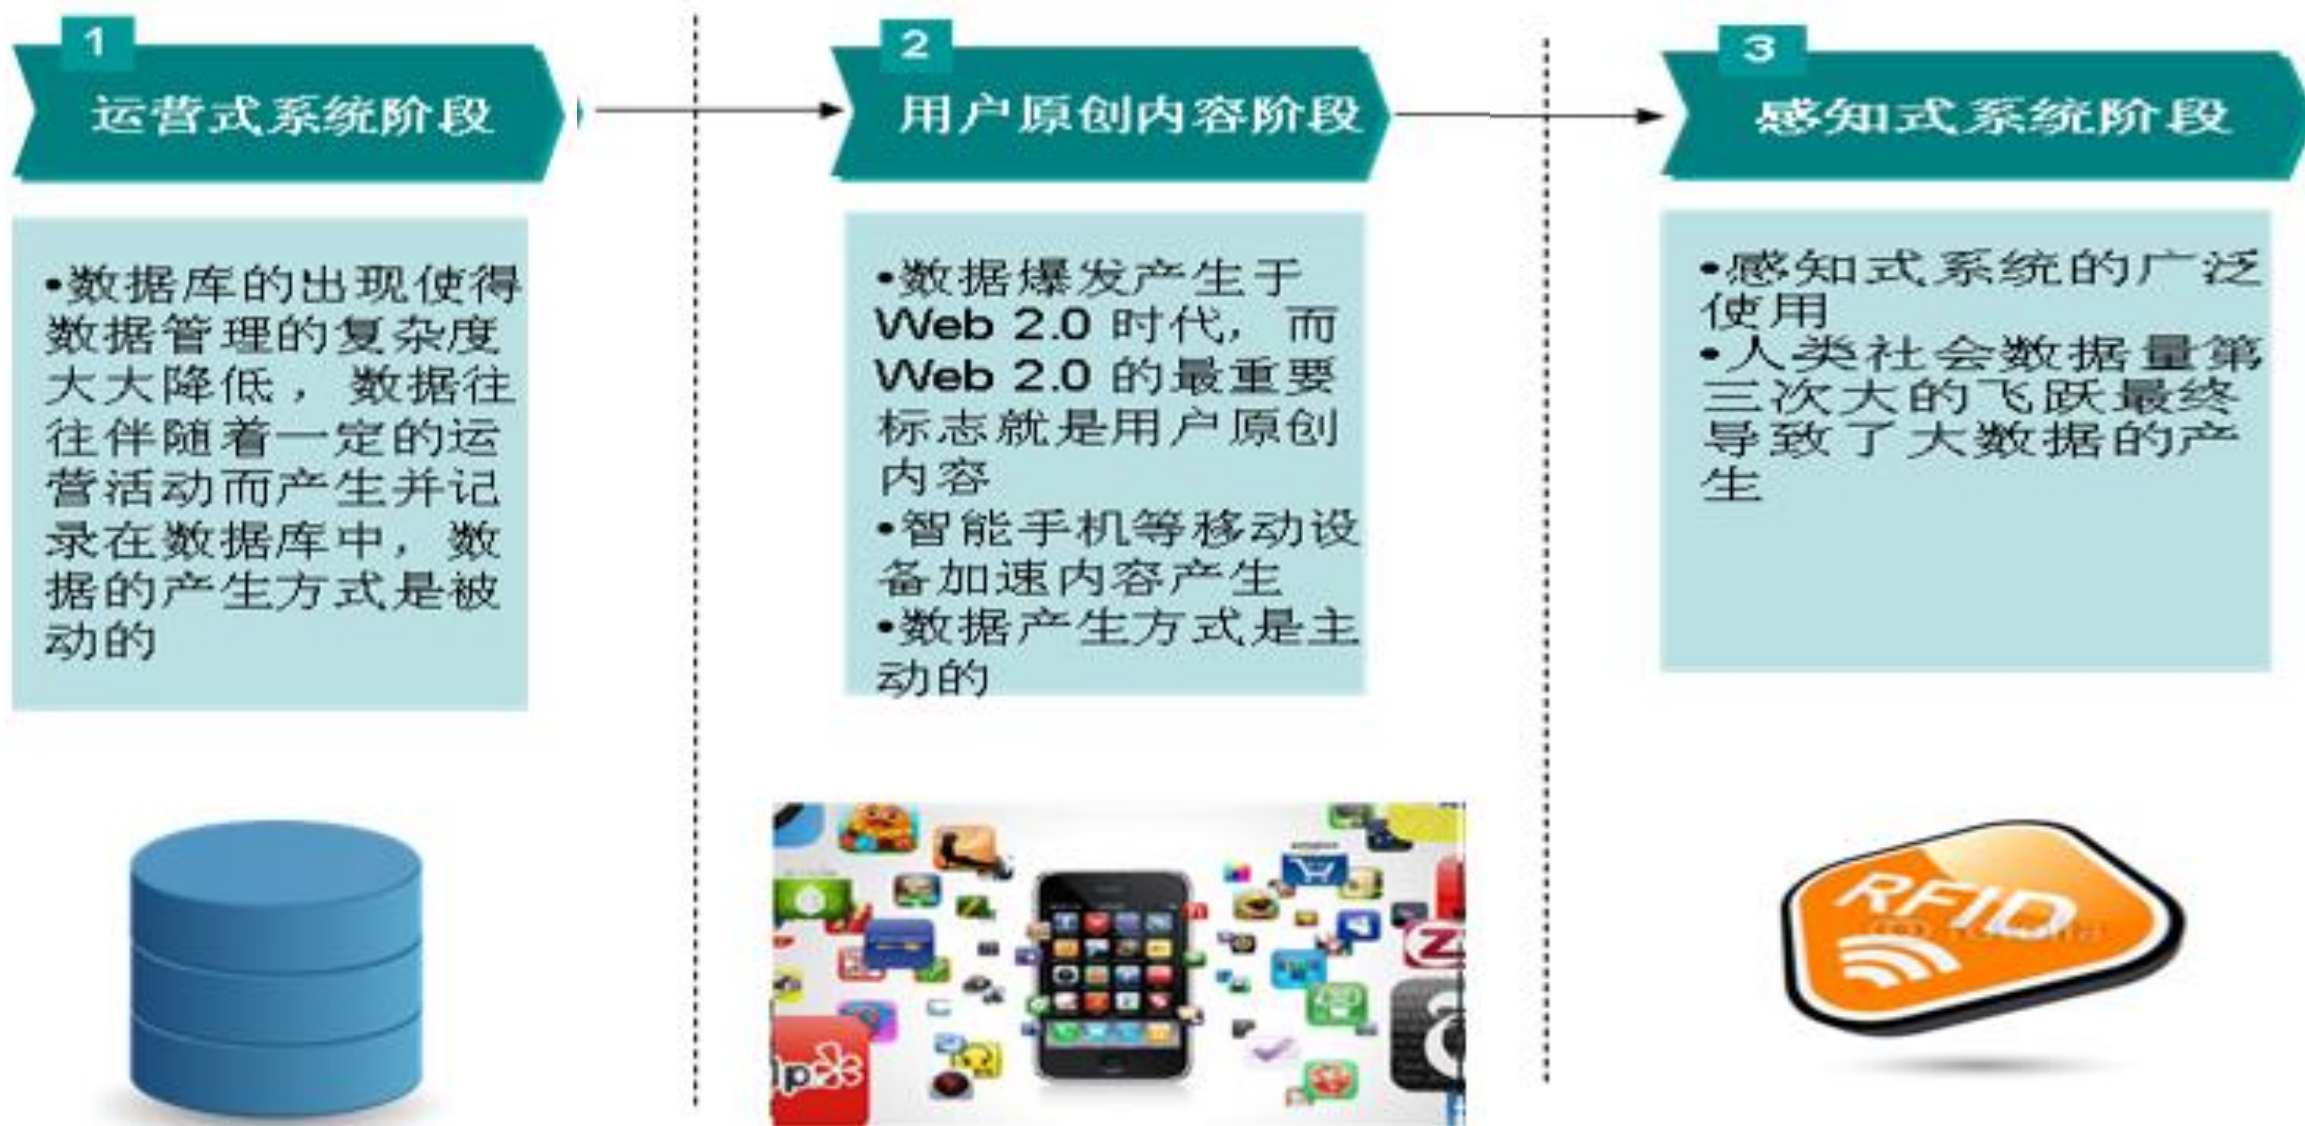 1
运营式系统阶段
•数据库的出现使得
数据管理的复杂度
大大降低，数据往
往伴随着一定的运
营活动而产生并记
录在数据库中，数
据的产生方式是被
动的
2
用户原创内容阶段
•数据爆发产生于
Web 2.0 时代，而
Web 2.0 的最重要
标志就是用户原创
内容
•智能手机等移动设
备加速内容产生
•数据产生方式是主
动的
3
感知式系统阶段
•感知式系统的广泛
使用
•人类社会数据量第
三次大的飞跃最终
导致了大数据的产
生
amazon
lp
Z
RFID